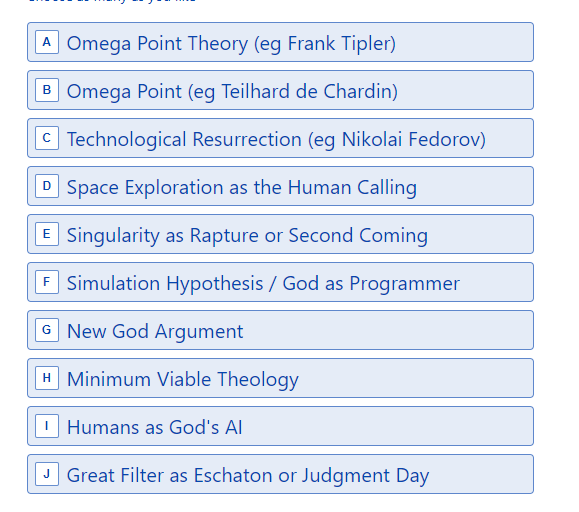 A Omega Point Theory (eg Frank Tipler)
B Omega Point (eg Teilhard de Chardin)
C Technological Resurrection (eg Nikolai Fedorov)
D Space Exploration as the Human Calling
E Singularity as Rapture or Second Coming
F Simulation Hypothesis / God as Programmer
G New God Argument
H Minimum Viable Theology
I Humans as God's AI
J Great Filter as Eschaton or Judgment Day